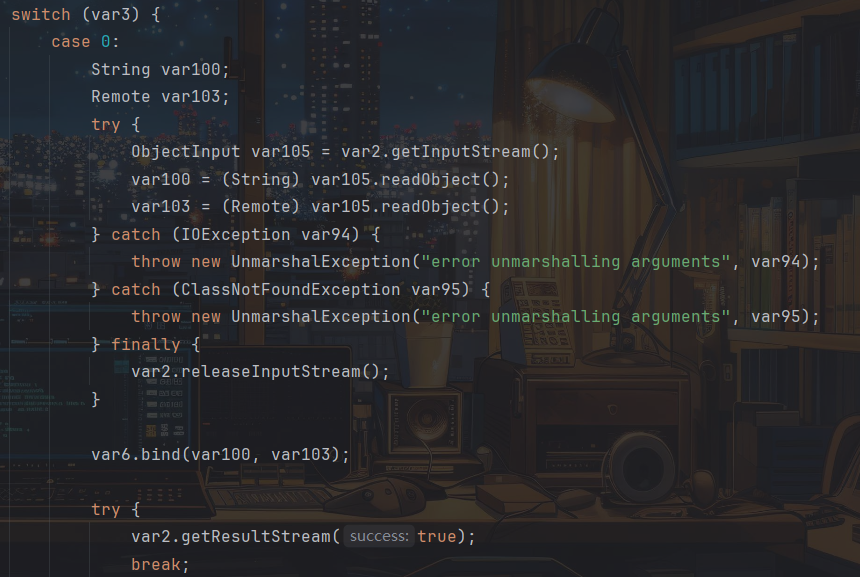 switch (var3) {
case 0:
String var100;
Remote var103;
try {
ObjectInput var105 = var2.getInputStream();
var100 = (String) var105.readObject();
var103 = (Remote) var105.readObject();
} catch (IOException var94) {
throw new UnmarshalException("error unmarshalling arguments", var94);
} catch (ClassNotFoundException var95) {
throw new UnmarshalException("error unmarshalling arguments", var95);
} finally {
var2.releaseInputStream();
}
var6.bind(var100, var103);
try {
var2.getResultStream( success: true);
break;